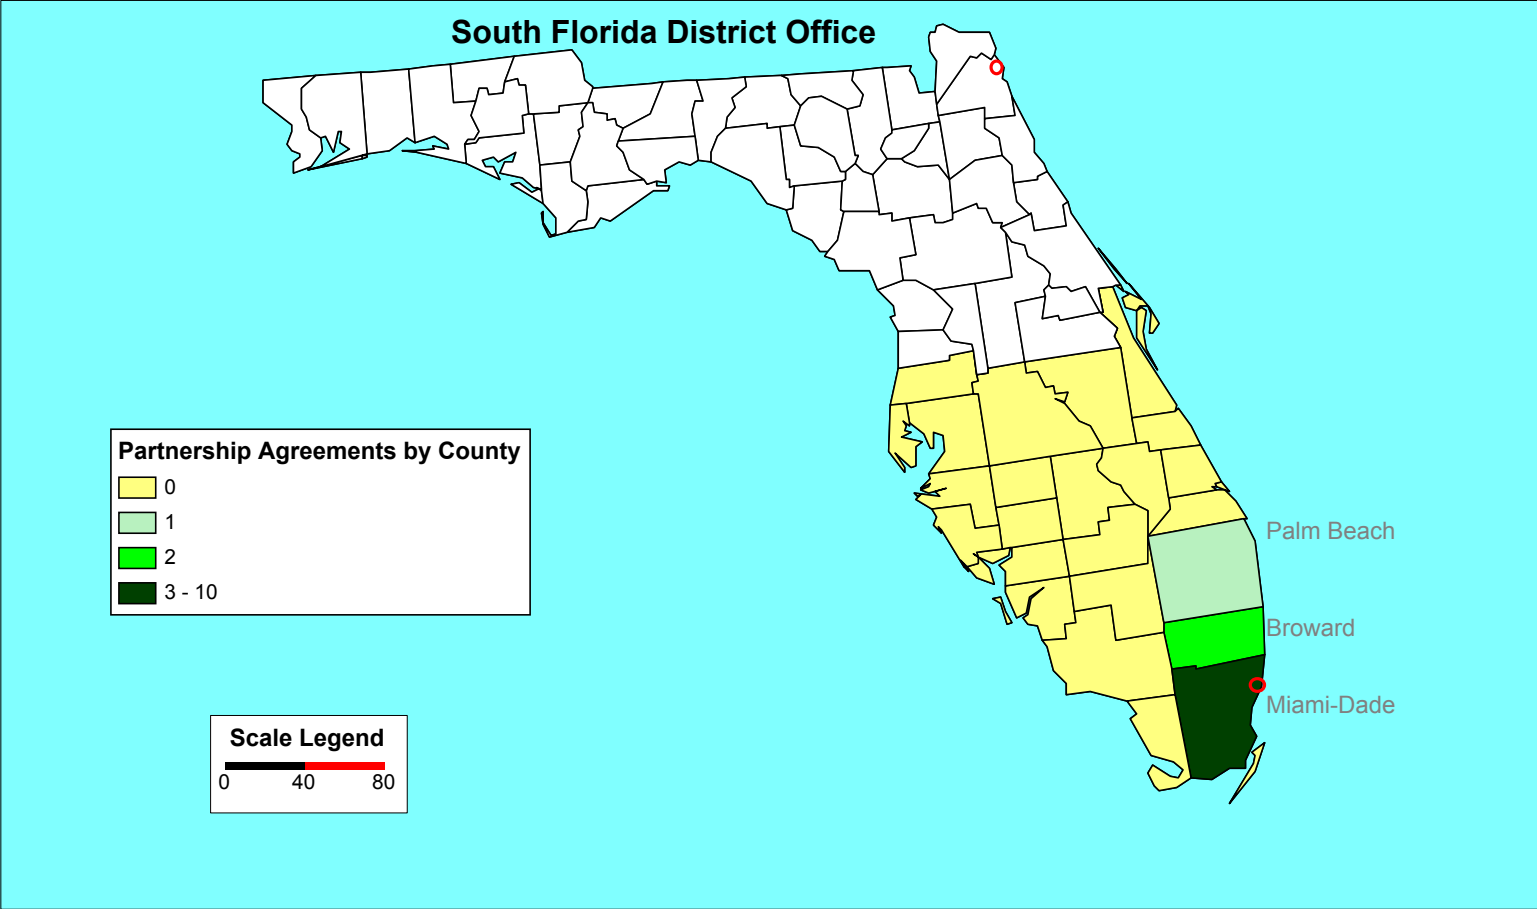 South Florida District Office
Partnership Agreements by County
0
1
2
3 - 10
Palm Beach
Broward
Miami-Dade
Scale Legend
0 40 80